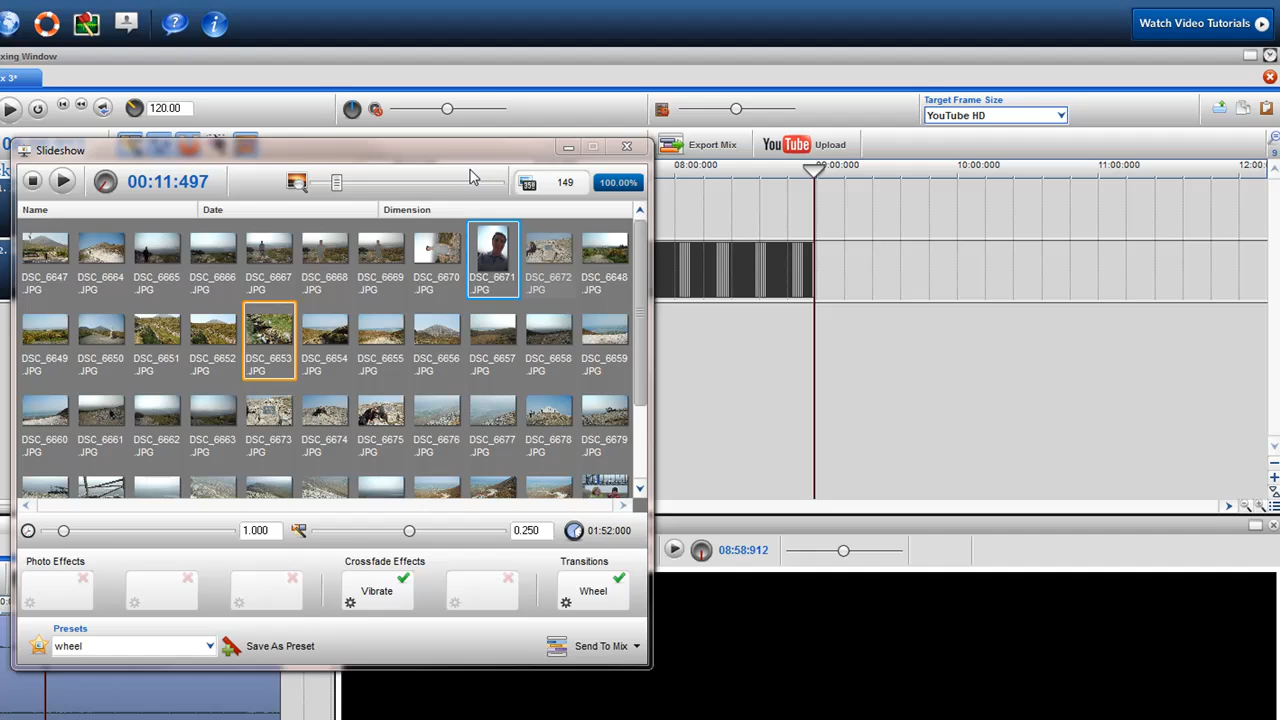 Watch Video Tutorials
xing Window
x 3*
120.00
Target Frame Size
YouTube HD
Export Mix
YouTube Upload
08:00:000
09:00:000
10:00:000
11:00:000
12:00:
Slideshow
00:11:497
149
100.00%
Name
Date
Dimension
DSC_6647
.JPG
DSC_6664
.JPG
DSC_6665
.JPG
DSC_6666
.JPG
DSC_6667
.JPG
DSC_6668
.JPG
DSC_6669
.JPG
DSC_6670
.JPG
DSC_6671
.JPG
DSC_6672
.JPG
DSC_6648
.JPG
DSC_6649
.JPG
DSC_6650
.JPG
DSC_6651
.JPG
DSC_6652
.JPG
DSC_6653
.JPG
DSC_6654
.JPG
DSC_6655
.JPG
DSC_6656
.JPG
DSC_6657
.JPG
DSC_6658
.JPG
DSC_6659
.JPG
DSC_6660
.JPG
DSC_6661
.JPG
DSC_6662
.JPG
DSC_6663
.JPG
DSC_6673
.JPG
DSC_6674
.JPG
DSC_6675
.JPG
DSC_6676
.JPG
DSC_6677
.JPG
DSC_6678
.JPG
DSC_6679
.JPG
1.000
0.250
01:52:000
Photo Effects
Crossfade Effects
Transitions
Vibrate
Wheel
Presets
wheel
Save As Preset
Send To Mix
08:58:912